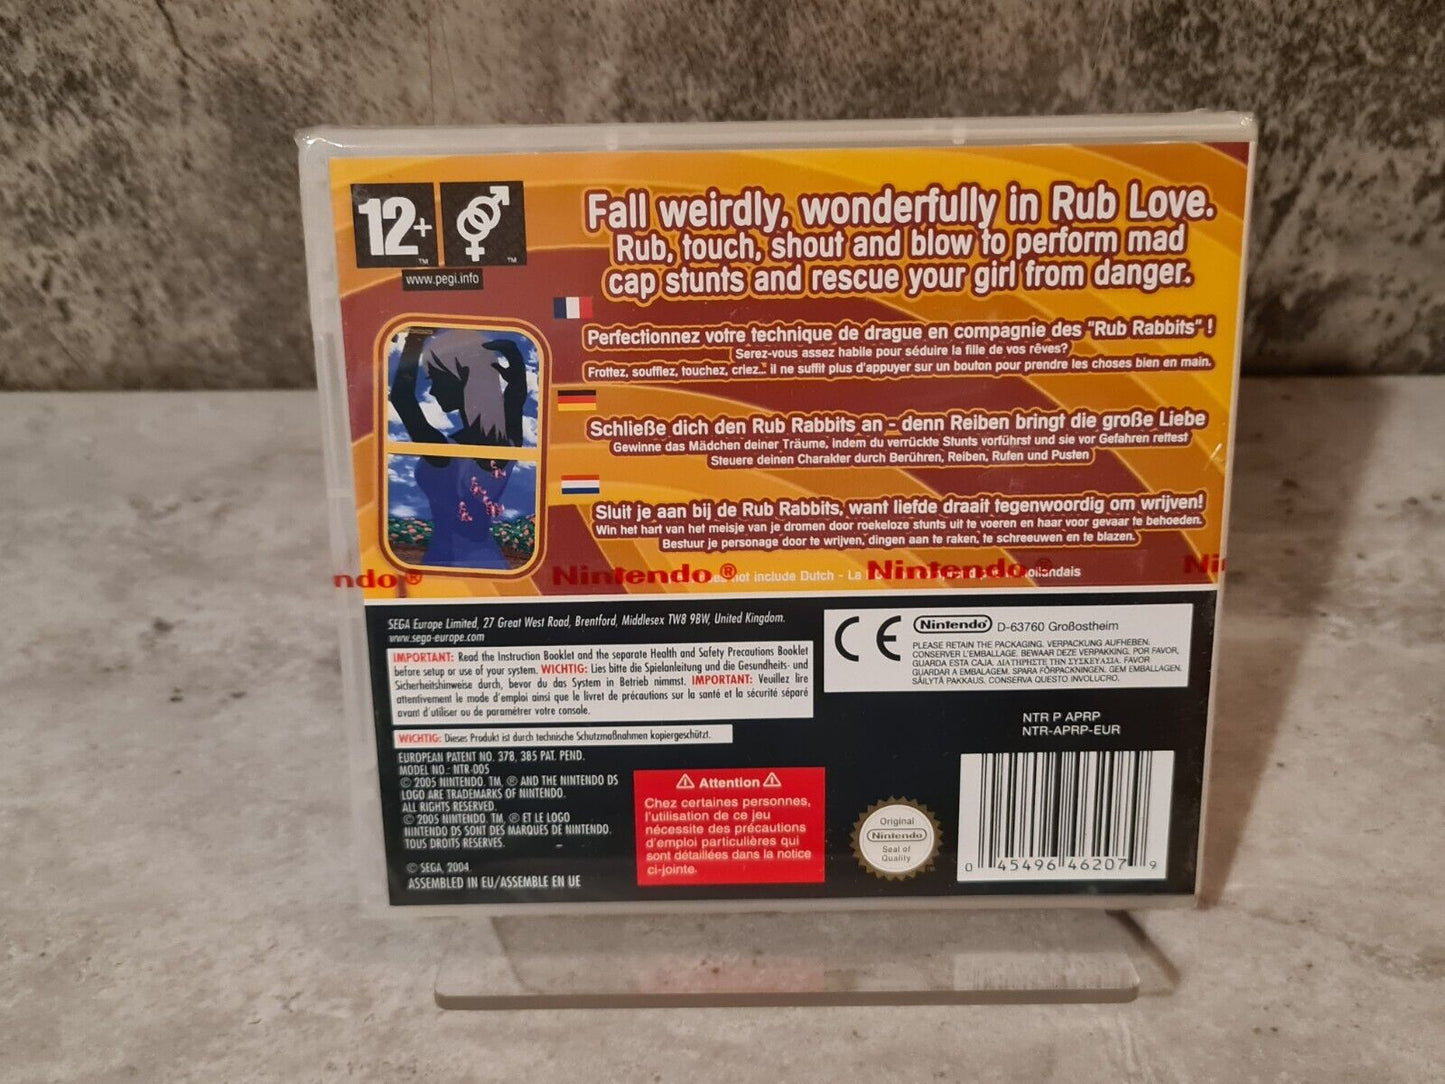 12+
™
™
www.pegi.info
Fall weirdly, wonderfully in Rub Love.
Rub, touch, shout and blow to perform mad
cap stunts and rescue your girl from danger.
Perfectionnez votre technique de drague en compagnie des "Rub Rabbits" !
Serez-vous assez habile pour séduire la fille de vos rêves?
Frottez, soufflez, touchez, criez... il ne suffit plus d'appuyer sur un bouton pour prendre les choses bien en main.
Schließe dich den Rub Rabbits an - denn Reiben bringt die große Liebe
Gewinne das Mädchen deiner Träume, indem du verrückte Stunts vorführst und sie vor Gefahren rettest
Steuere deinen Charakter durch Berühren, Reiben, Rufen und Pusten
Sluit je aan bij de Rub Rabbits, want liefde draait tegenwoordig om wrijven!
Win het hart van het meisje van je dromen door roekeloze stunts uit te voeren en haar voor gevaar te behoeden.
Bestuur je personage door te wrijven, dingen aan te raken, te schreeuwen en te blazen.
ndo® Nintendo® not include Dutch - La Nintendo® Ni
SEGA Europe Limited, 27 Great West Road, Brentford, Middlesex TW8 9BW, United Kingdom.
www.sega-europe.com
IMPORTANT: Read the Instruction Booklet and the separate Health and Safety Precautions Booklet
before setup or use of your system. WICHTIG: Lies bitte die Spielanleitung und die Gesundheits- und
Sicherheitshinweise durch, bevor du das System in Betrieb nimmst. IMPORTANT: Veuillez lire
attentivement le mode d'emploi ainsi que le livret de précautions sur la santé et la sécurité séparé
avant d'utiliser ou de paramétrer votre console.
WICHTIG: Dieses Produkt ist durch technische Schutzmaßnahmen kopiergeschützt.
EUROPEAN PATENT NO. 378, 385 PAT. PEND.
MODEL NO.: NTR-005
© 2005 NINTENDO. TM, ® AND THE NINTENDO DS
LOGO ARE TRADEMARKS OF NINTENDO.
ALL RIGHTS RESERVED.
© 2005 NINTENDO. TM, ® ET LE LOGO
NINTENDO DS SONT DES MARQUES DE NINTENDO.
TOUS DROITS RESERVES.
© SEGA, 2004.
ASSEMBLED IN EU/ASSEMBLE EN UE
Attention
Chez certaines personnes,
l'utilisation de ce jeu
nécessite des précautions
d'emploi particulières qui
sont détaillées dans la notice
ci-jointe.
CE
Nintendo® D-63760 Großostheim
PLEASE RETAIN THE PACKAGING. VERPACKUNG AUFHEBEN.
CONSERVER L'EMBALLAGE. BEWAAR DEZE VERPAKKING. POR FAVOR,
GUARDA ESTA CAJA. ΔΙΑΤΗΡΗΣΤΕ ΤΗΝ ΣΥΣΚΕΥΑΣΙΑ. FAVOR
GUARDAR A EMBALAGEM. SPARA FÖRPACKNINGEN. GEM EMBALLAGEN.
SÄILYTÄ PAKKAUS. CONSERVA QUESTO INVOLUCRO.
NTR P APRP
NTR-APRP-EUR
Original
Nintendo
Seal of
Quality
0 45496 46207 9